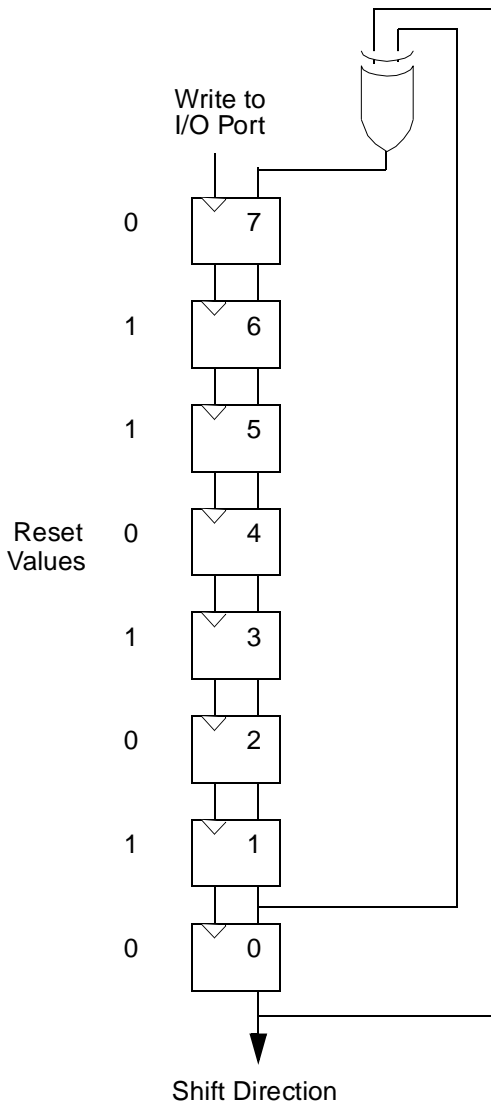 Write to
I/O Port
0 7
1 6
1 5
Reset
Values
0 4
1 3
0 2
1 1
0 0
Shift Direction